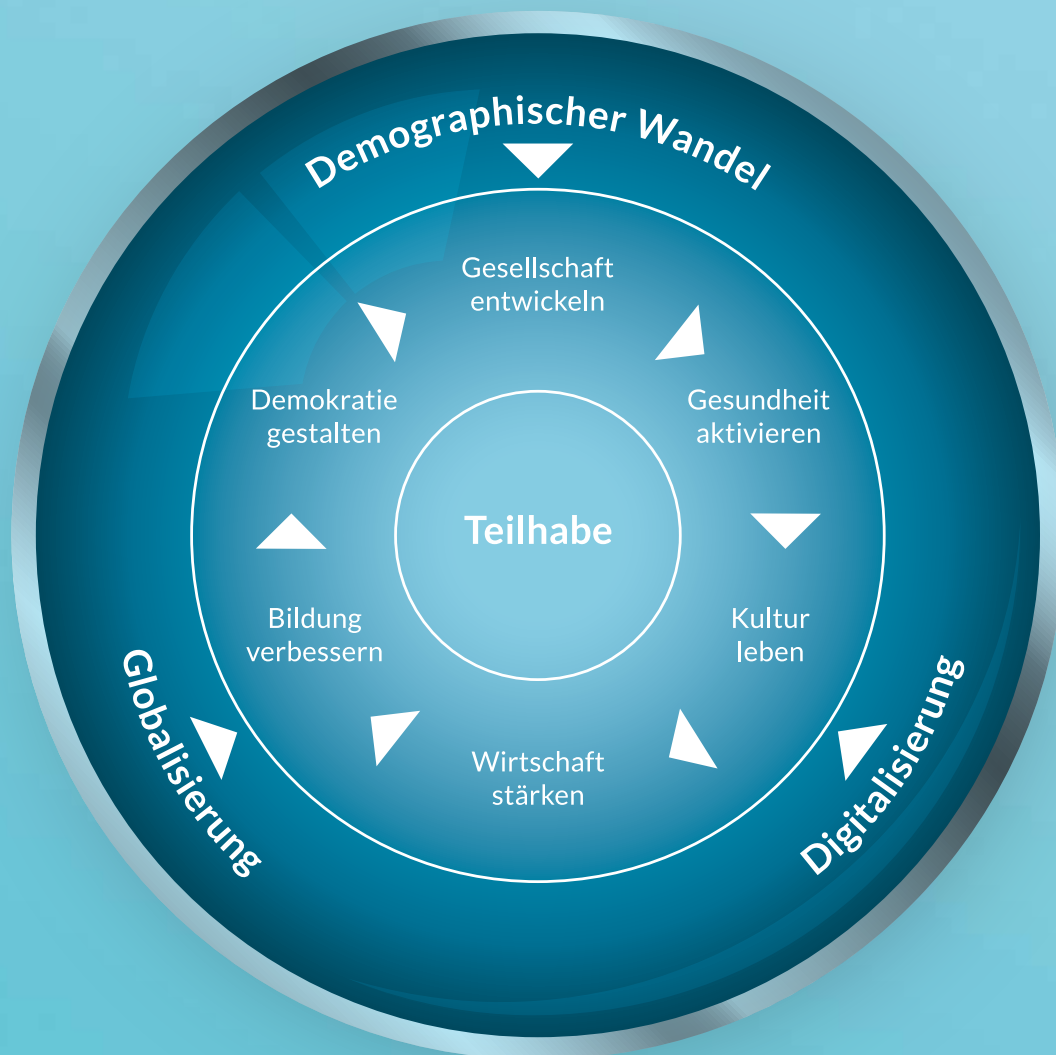 Demographischer Wandel
Gesellschaft
entwickeln
Demokratie
gestalten
Gesundheit
aktivieren
Teilhabe
Bildung
verbessern
Kultur
leben
Globalisierung
Digitalisierung
Wirtschaft
stärken